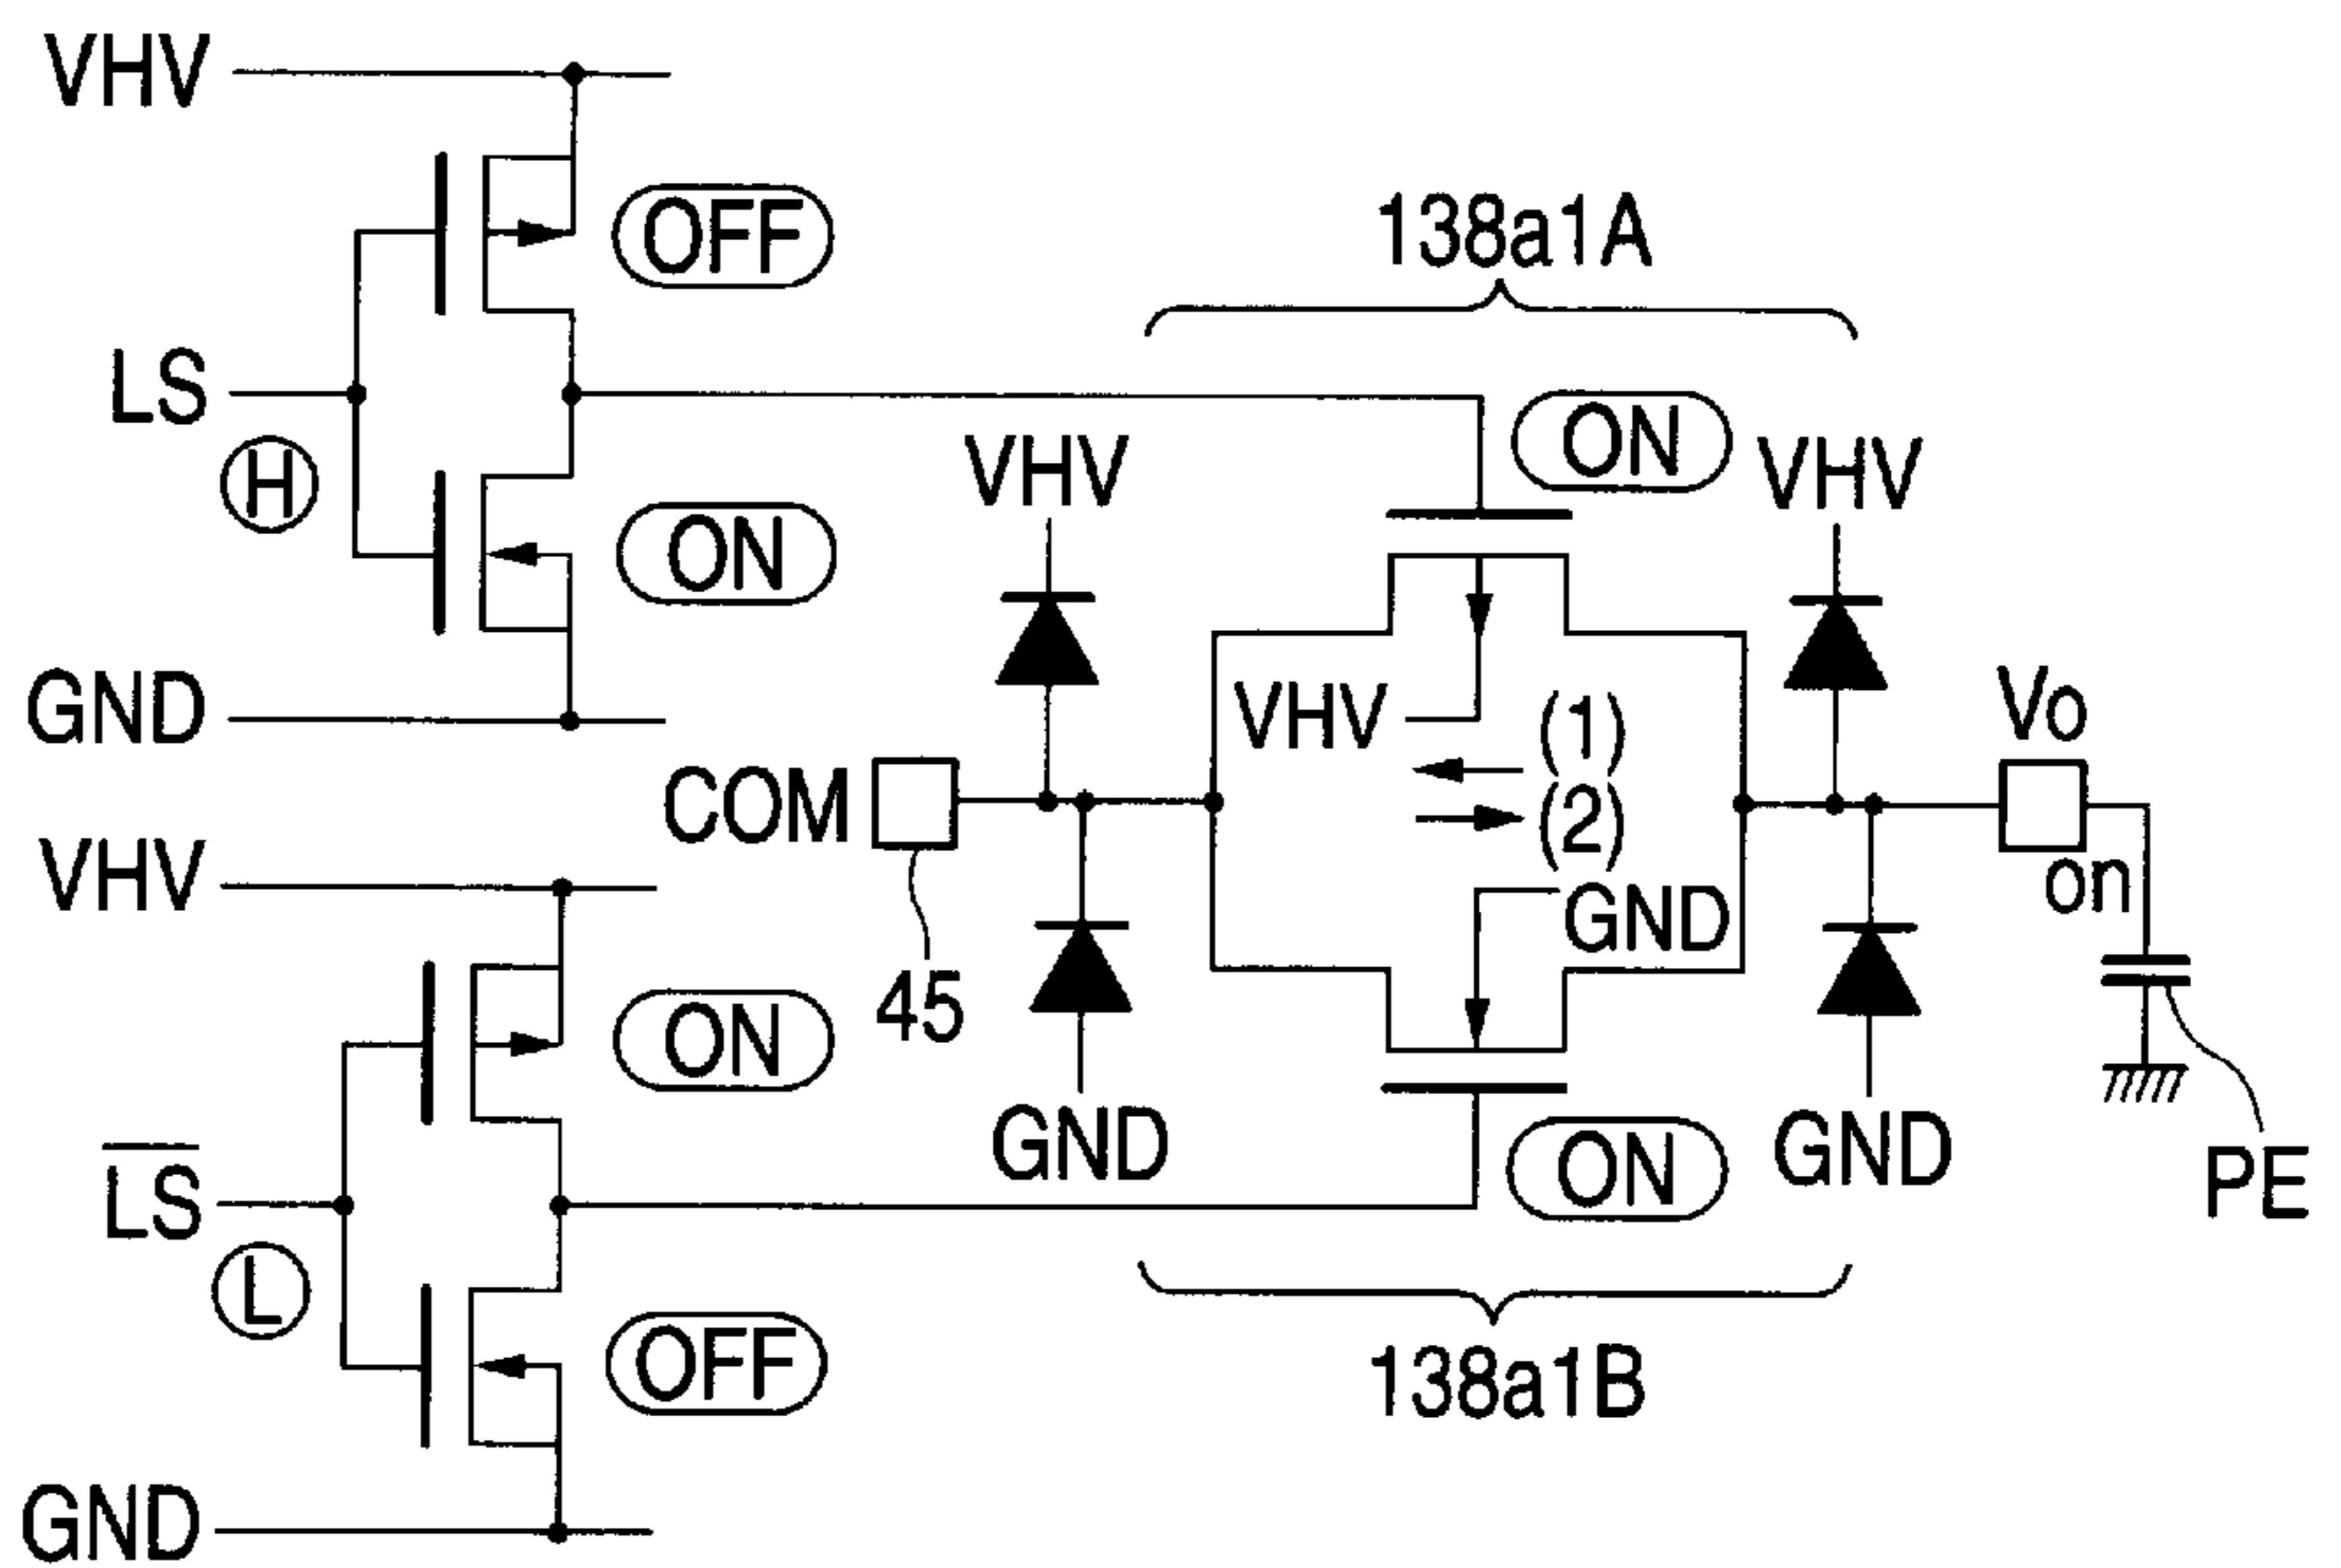 VHV
OFF
138a1A
LS
H
ON
ON
VHV
VHV
GND
VHV
(1)
Vo
COM
(2)
on
VHV
GND
45
ON
GND
GND
PE
LS
L
ON
OFF
138a1B
GND